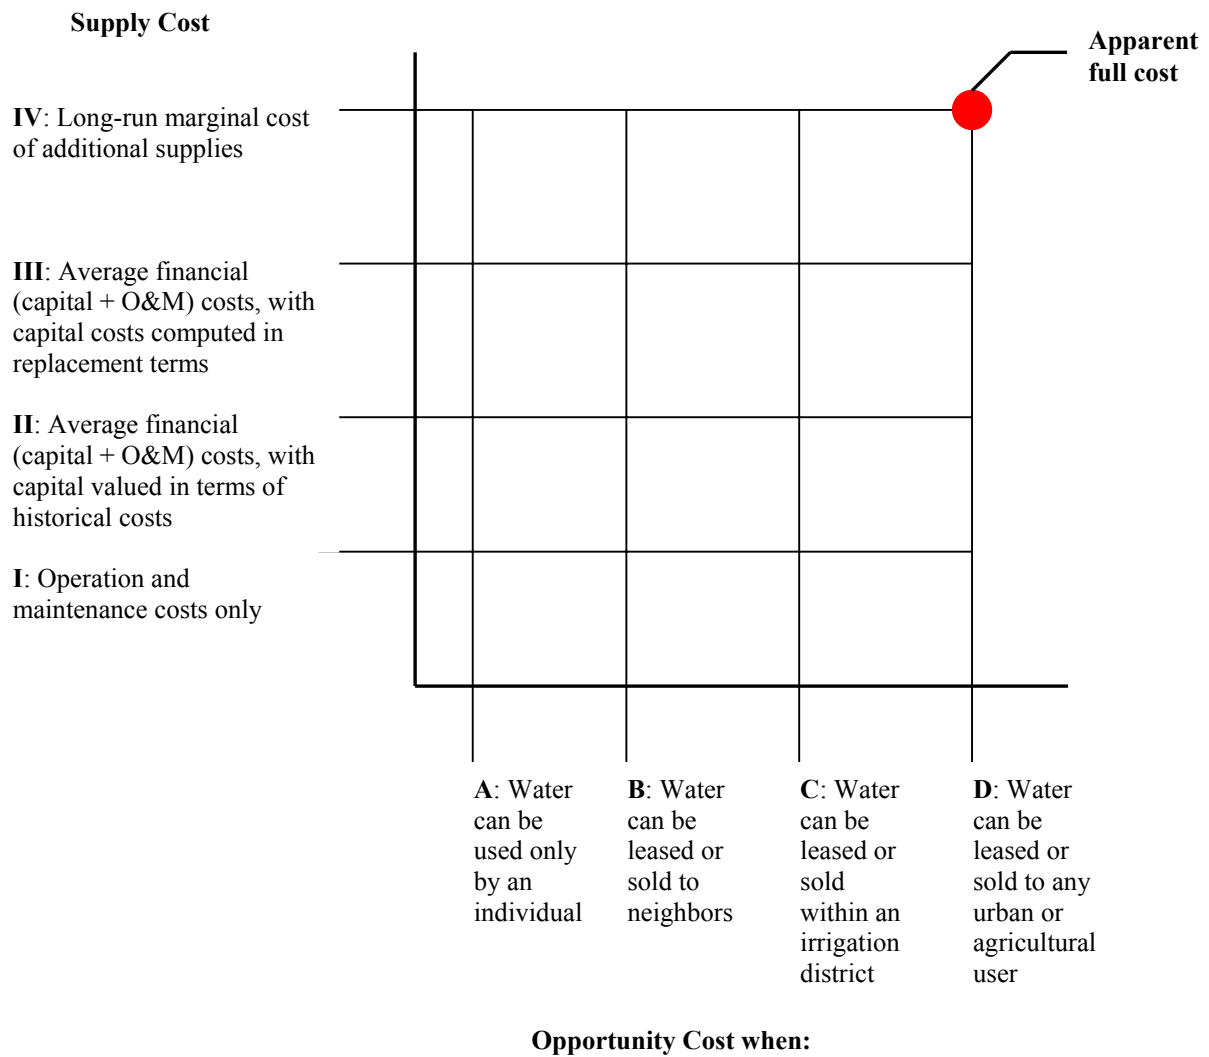 Supply Cost
Apparent
full cost
IV: Long-run marginal cost
of additional supplies
III: Average financial
(capital + O&M) costs, with
capital costs computed in
replacement terms
II: Average financial
(capital + O&M) costs, with
capital valued in terms of
historical costs
I: Operation and
maintenance costs only
A: Water
can be
used only
by an
individual
B: Water
can be
leased or
sold to
neighbors
C: Water
can be
leased or
sold
within an
irrigation
district
D: Water
can be
leased or
sold to any
urban or
agricultural
user
Opportunity Cost when: